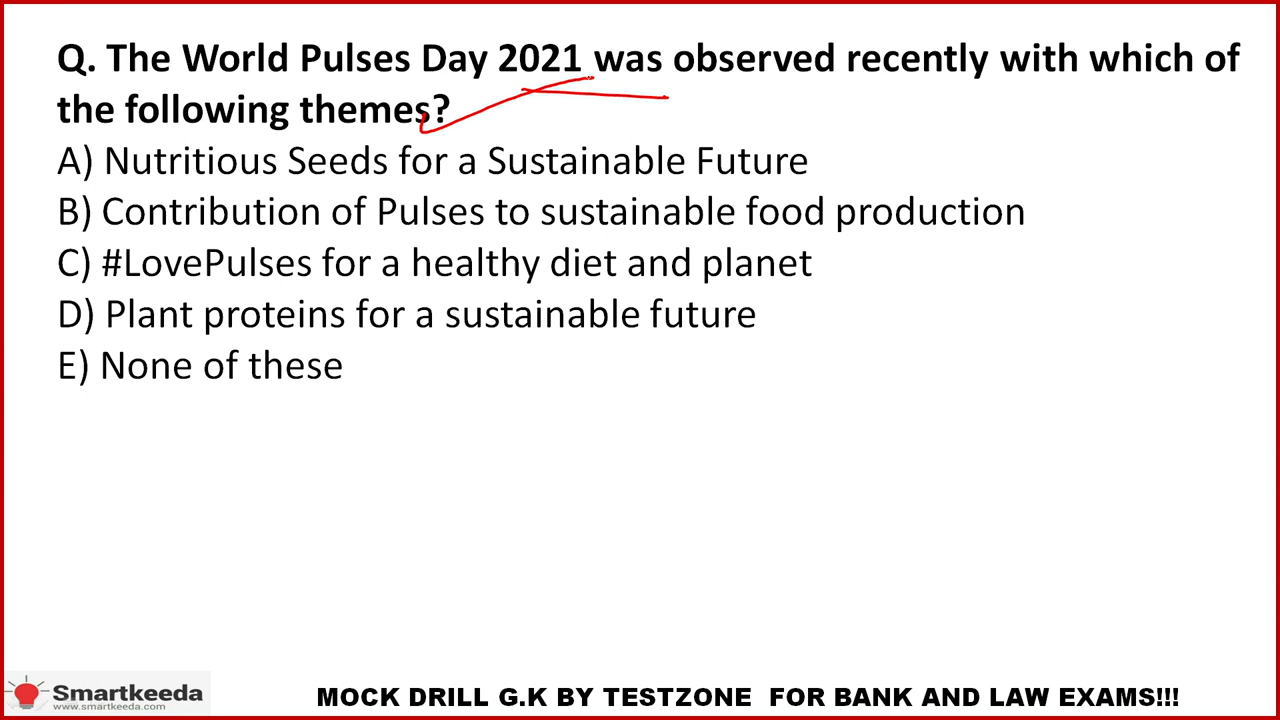 Q. The World Pulses Day 2021 was observed recently with which of
the following themes?
A) Nutritious Seeds for a Sustainable Future
B) Contribution of Pulses to sustainable food production
C) #LovePulses for a healthy diet and planet
D) Plant proteins for a sustainable future
E) None of these
Smartkeeda
www.smartkeeda.com
MOCK DRILL G.K BY TESTZONE FOR BANK AND LAW EXAMS!!!